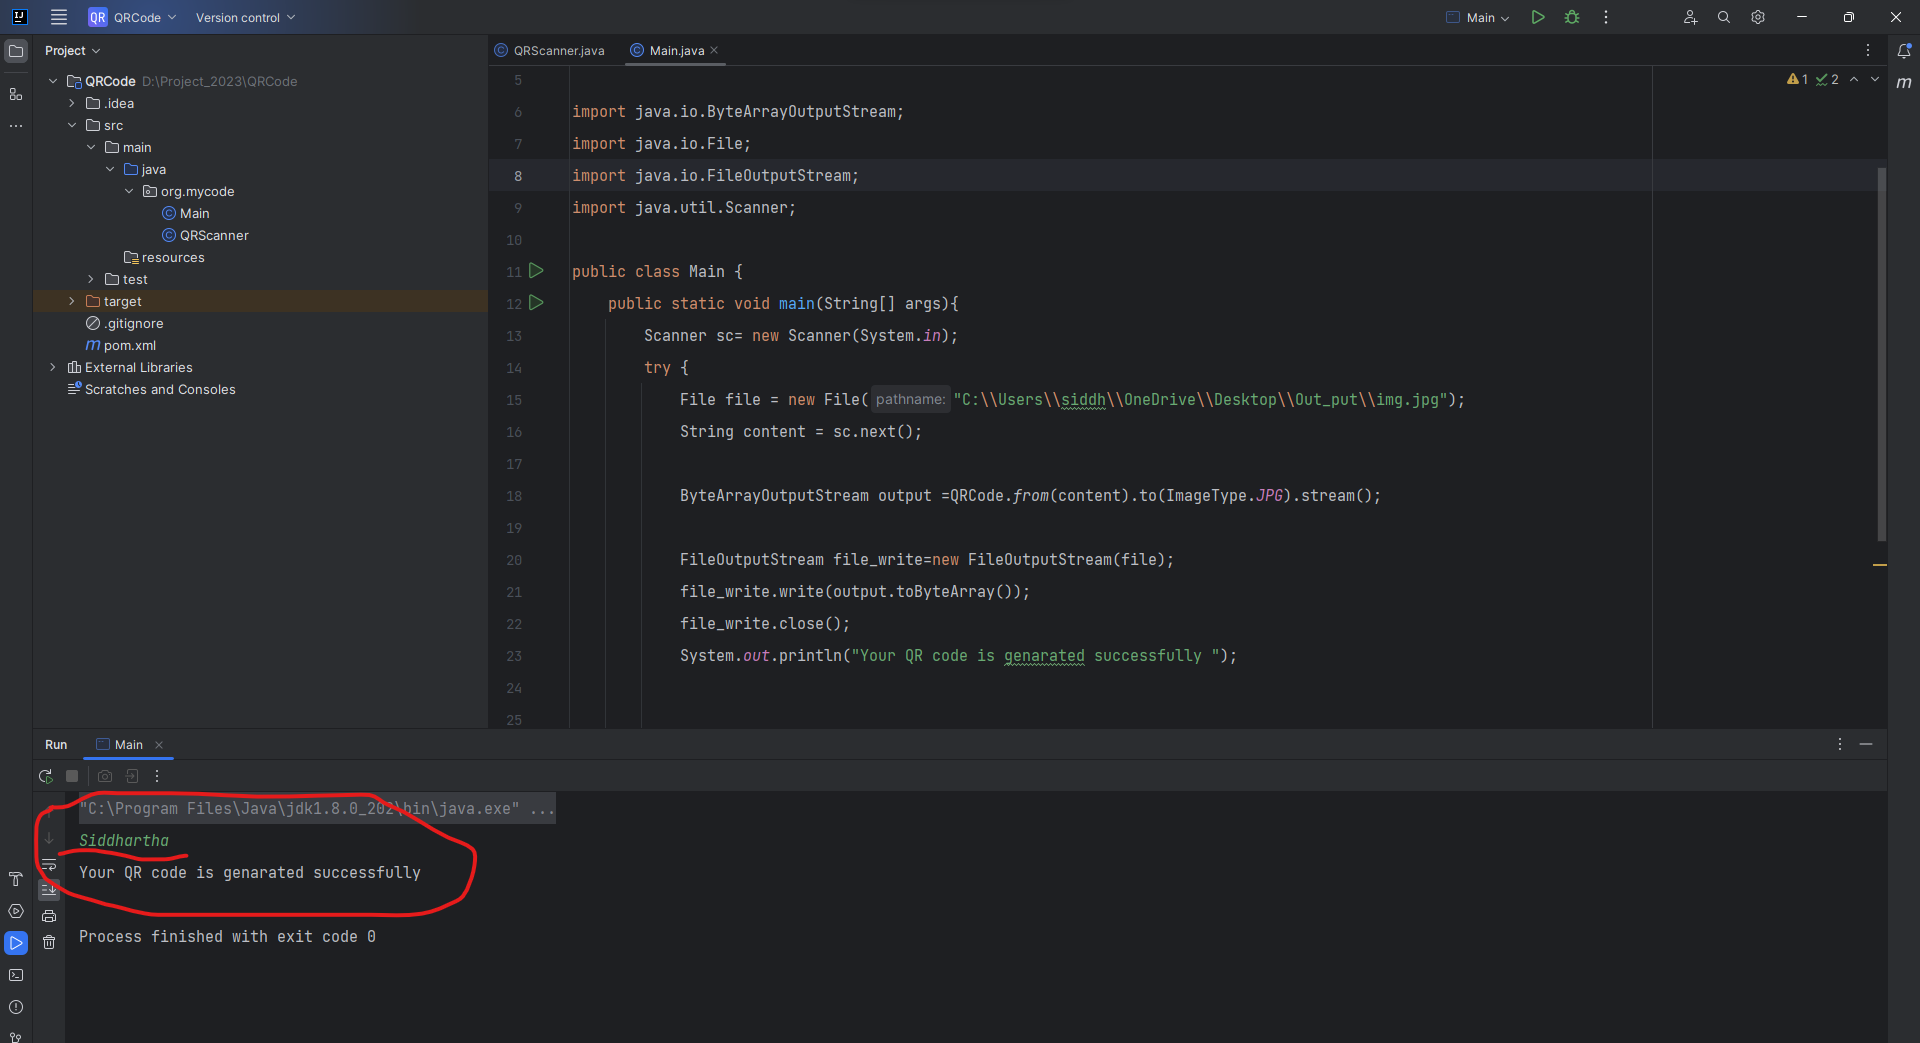 QR QRCode Version control Main
Project
QRScanner.java Main.java
QRCode D:\Project_2023\QRCode
.idea
src
main
java
org.mycode
Main
QRScanner
resources
test
target
.gitignore
m pom.xml
External Libraries
Scratches and Consoles
1 2
m
5
6 import java.io.ByteArrayOutputStream;
7 import java.io.File;
8 import java.io.FileOutputStream;
9 import java.util.Scanner;
10
11 public class Main {
12 public static void main(String[] args){
13 Scanner sc= new Scanner(System.in);
14 try {
15 File file = new File( pathname: "C:\\Users\\siddh\\OneDrive\\Desktop\\Out_put\\img.jpg");
16 String content = sc.next();
17
18 ByteArrayOutputStream output =QRCode.from(content).to(ImageType.JPG).stream();
19
20 FileOutputStream file_write=new FileOutputStream(file);
21 file_write.write(output.toByteArray());
22 file_write.close();
23 System.out.println("Your QR code is genarated successfully ");
24
25
Run Main
"C:\Program Files\Java\jdk1.8.0_202\bin\java.exe" ...
Siddhartha
Your QR code is genarated successfully
Process finished with exit code 0